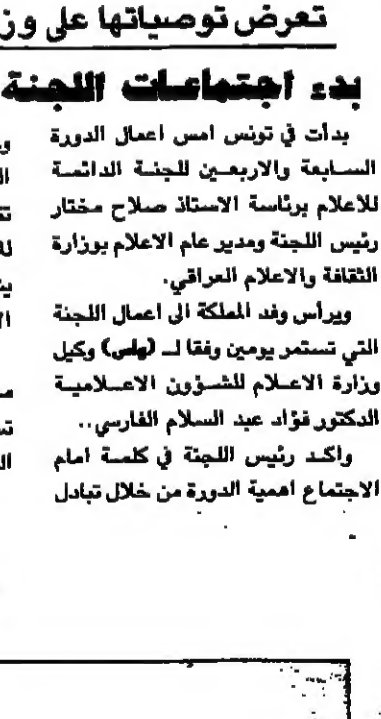 تعرض توصياتها على وز
بدء اجتماعات اللجنة
بدأت في تونس امس اعمال الدورة
السابعة والاربعين للجنة الدائمة
للاعلام برئاسة الاستاذ صلاح مختار
رئيس اللجنة ومدير عام الاعلام بوزارة
الثقافة والاعلام العراقي.
ويرأس وفد المملكة الى اعمال اللجنة
التي تستمر يومين وفقا لـ (واس) وكيل
وزارة الاعلام للشؤون الاعلامية
الدكتور فؤاد عبد السلام الفارسي..
واكد رئيس اللجنة في كلمة امام
الاجتماع اهمية الدورة من خلال تبادل